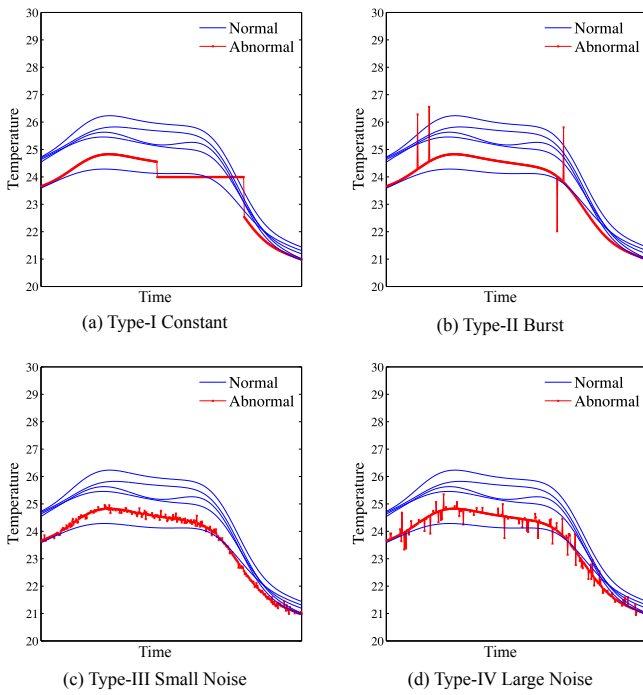 Normal
Abnormal
30
29
28
27
26
25
24
23
22
21
20
Temperature
Time
(a) Type-I Constant
Normal
Abnormal
30
29
28
27
26
25
24
23
22
21
20
Temperature
Time
(b) Type-II Burst
Normal
Abnormal
30
29
28
27
26
25
24
23
22
21
20
Temperature
Time
(c) Type-III Small Noise
Normal
Abnormal
30
29
28
27
26
25
24
23
22
21
20
Temperature
Time
(d) Type-IV Large Noise